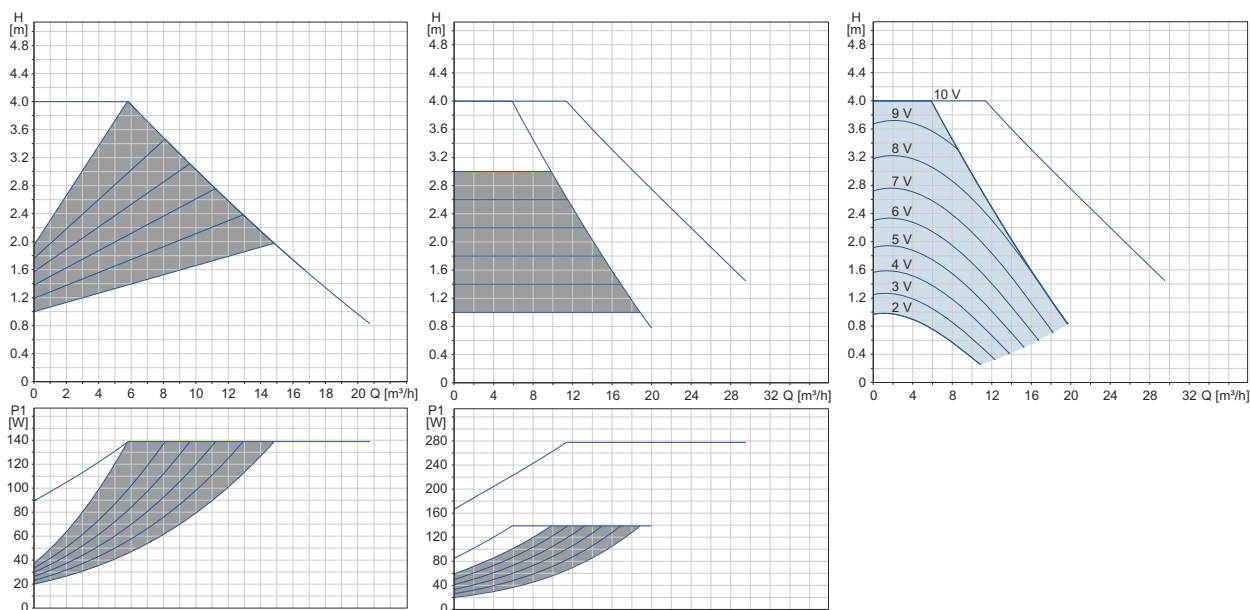 H
[m]
4.8
4.4
4.0
3.6
3.2
2.8
2.4
2.0
1.6
1.2
0.8
0.4
0
0 2 4 6 8 10 12 14 16 18 20 Q [m³/h]
H
[m]
4.8
4.4
4.0
3.6
3.2
2.8
2.4
2.0
1.6
1.2
0.8
0.4
0
0 4 8 12 16 20 24 28 32 Q [m³/h]
H
[m]
4.8
4.4
4.0
3.6
3.2
2.8
2.4
2.0
1.6
1.2
0.8
0.4
0
10 V
9 V
8 V
7 V
6 V
5 V
4 V
3 V
2 V
0 4 8 12 16 20 24 28 32 Q [m³/h]
P1
[W]
140
120
100
80
60
40
20
0
P1
[W]
280
240
200
160
120
80
40
0